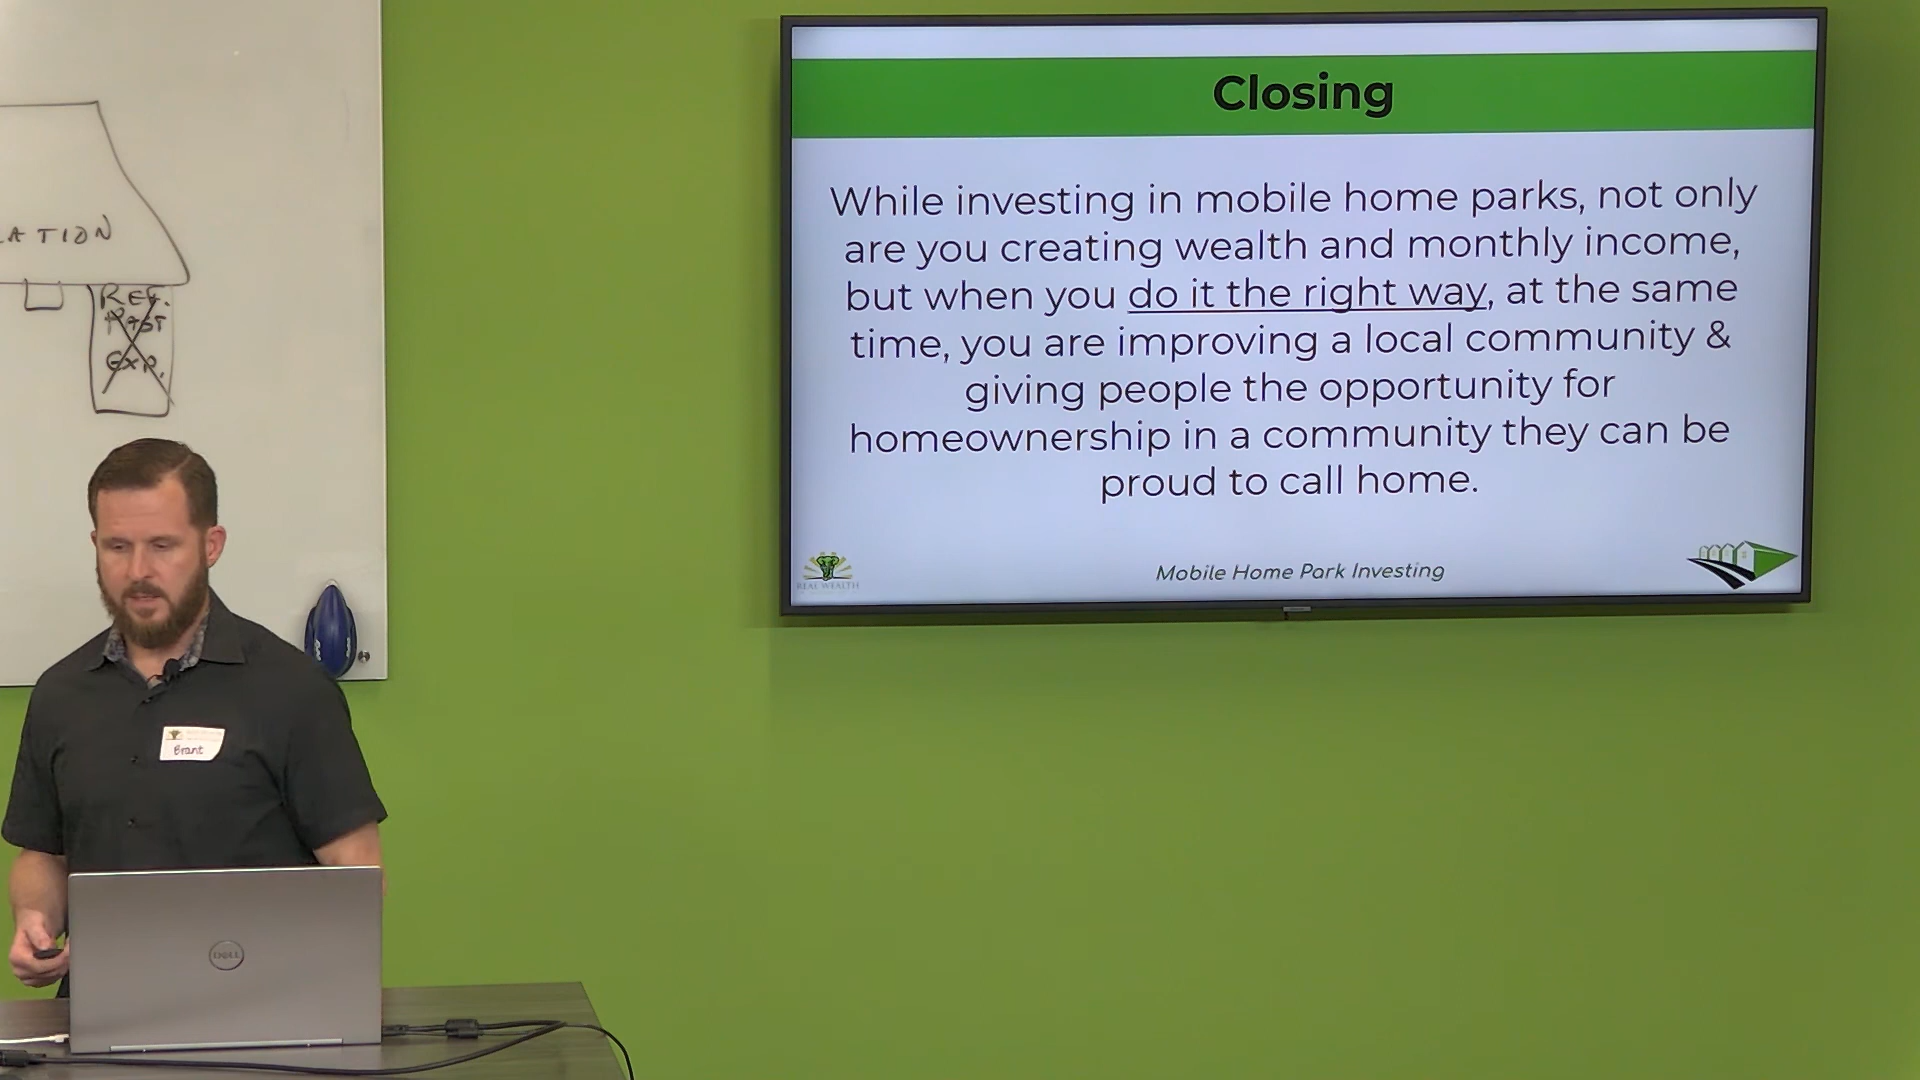 ATION
REF.
PAST
EXP.
Closing
While investing in mobile home parks, not only
are you creating wealth and monthly income,
but when you do it the right way, at the same
time, you are improving a local community &
giving people the opportunity for
homeownership in a community they can be
proud to call home.
REAL WEALTH
Mobile Home Park Investing
Brant
DELL